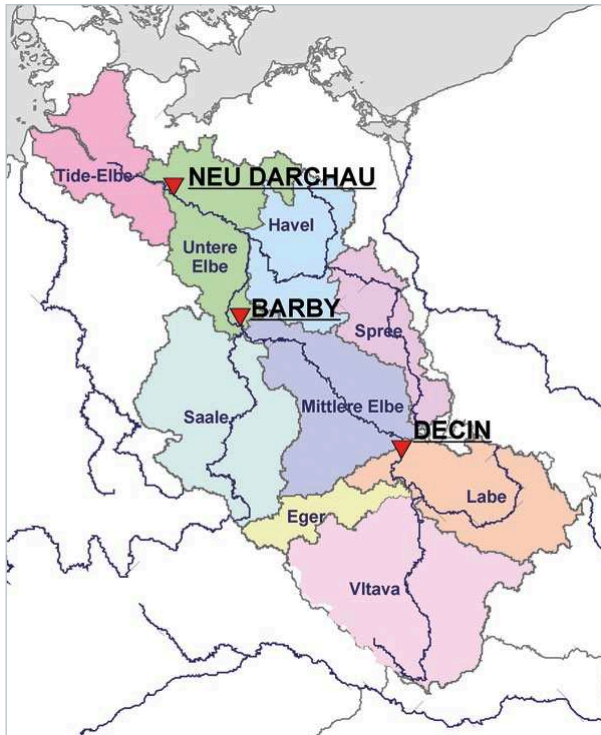 Tide-Elbe
NEU DARCHAU
Havel
Untere
Elbe
BARBY
Spree
Saale
Mittlere Elbe
DECIN
Labe
Eger
Vltava